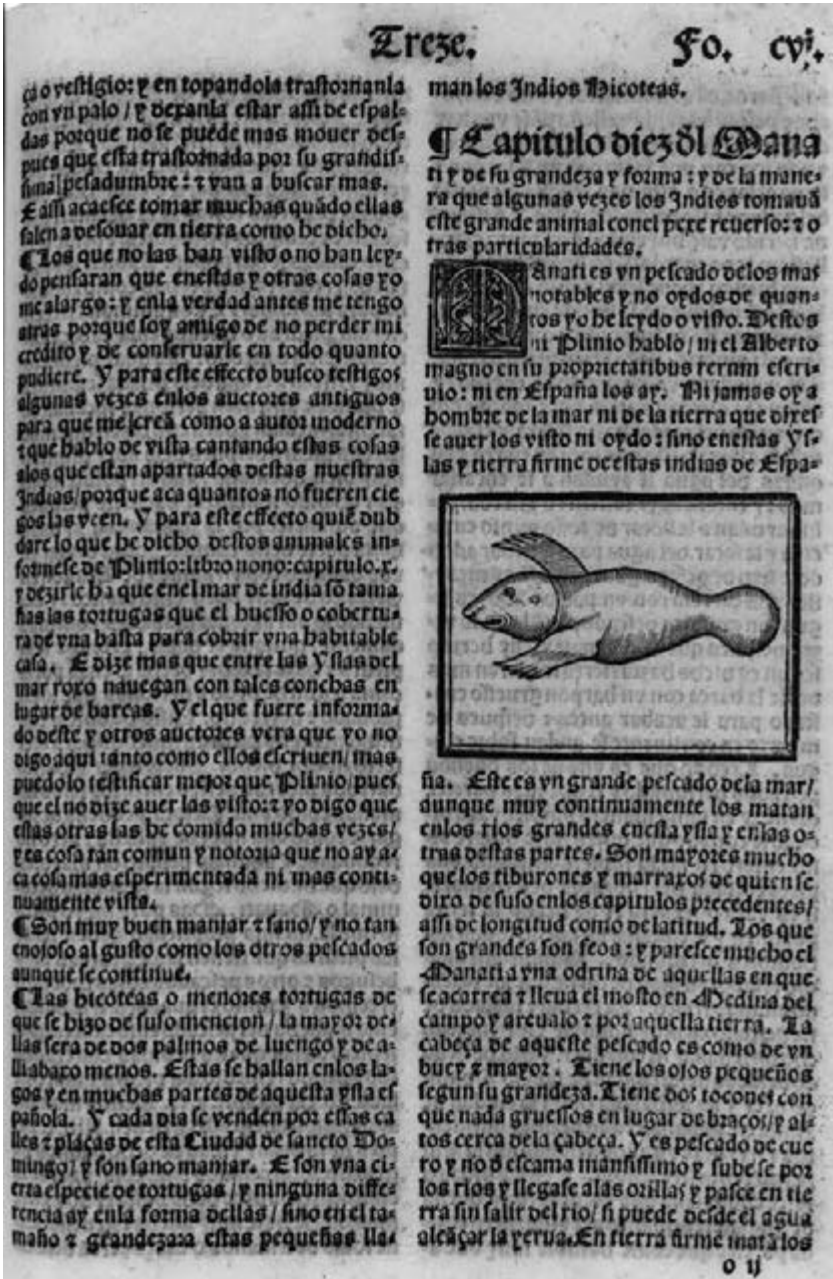 Treze. Fo. cvj.
ça o vestigio: y en topandola trastornanla
con vn palo / y dexanla estar assi de espal-
das porque no se puede mas mouer des-
pues que esta trastornada por su grandis-
sima pesadumbre: ⁊ van a buscar mas.
E assi acaesce tomar muchas quãdo ellas
salen a desouar en tierra como he dicho.
¶ Los que no las han visto o no han ley-
do pensaran que enestas y otras cosas yo
me alargo: y enla verdad antes me tengo
atras porque soy amigo de no perder mi
credito y de conseruarle en todo quanto
pudiere. Y para este effecto busco testigos
algunas vezes enlos auctores antiguos
para que me creã como a autor moderno
⁊ que hablo de vista cantando estas cosas
alos que estan apartados destas nuestras
Indias / porque aca quantos no fueren cie
gos las veen. Y para este effecto quiẽ dub
dare lo que he dicho destos animales in-
formese de Plinio: libro nono: capitulo .x.
y dezirle ha que enel mar de india sõ tama
ñas las tortugas que el huesso o cobertu-
ra de vna basta para cobrir vna habitable
casa. E dize mas que entre las Yslas del
mar roxo nauegan con tales conchas en
lugar de barcas. Y el que fuere informa-
do deste y otros auctores vera que yo no
digo aqui tanto como ellos escriuen / mas
puedolo testificar mejor que Plinio / pues
que el no dize auer las visto: ⁊ yo digo que
estas otras las he comido muchas vezes /
y es cosa tan comun y notoria que no ay a-
ca cosa mas esperimentada ni mas conti-
nuamente vista.
¶ Son muy buen manjar ⁊ sano / y no tan
enojoso al gusto como los otros pescados
aunque se continue.
¶ Las hicoteas o menores tortugas de
que se hizo de suso mencion / la mayor de-
llas sera de dos palmos de luengo y de a-
lli abaxo menos. Estas se hallan enlos la-
gos y en muchas partes de aquesta ysla es
pañola. Y cada dia se venden por essas ca
lles ⁊ plaças de esta Ciudad de sancto Do-
mingo / y son sano manjar. E son vna ci-
erta especie de tortugas / y ninguna diffe-
rencia ay enla forma dellas / sino en el ta-
maño ⁊ grandeza: a estas pequeñas lla-
man los Indios Hicoteas.
¶ Capitulo diez dl Mana
ti y de su grandeza y forma: y de la mane-
ra que algunas vezes los Indios tomauã
este grande animal conel pexe reuerso: ⁊ o
tras particularidades.
MAnati es vn pescado delos mas
notables y no oydos de quan-
tos yo he leydo o visto. Destos
ni Plinio hablo / ni el Alberto
magno en su proprietatibus rerum escri-
uio: ni en España los ay. Ni jamas oy a
hombre de la mar ni de la tierra que dixes
se auer los visto ni oydo: sino enestas Ys-
las y tierra firme de estas indias de Espa-
ña. Este es vn grande pescado dela mar /
aunque muy continuamente los matan
enlos rios grandes enesta ysla y enlas o-
tras destas partes. Son mayores mucho
que los tiburones y marraxos de quien se
dixo de suso enlos capitulos precedentes /
assi de longitud como de latitud. Los que
son grandes son feos: y paresce mucho el
Manati a vna odrina de aquellas en que
se acarrea ⁊ lleua el mosto en Medina del
campo y areualo ⁊ por aquella tierra. La
cabeça de aqueste pescado es como de vn
buey ⁊ mayor. Tiene los ojos pequeños
segun su grandeza. Tiene dos tocones con
que nada gruessos en lugar de braços / y al-
tos cerca dela cabeça. Y es pescado de cue
ro y no d escama mansissimo y sube se por
los rios y llegase alas orillas y pasce en tie
rra sin salir del rio / si puede desde el agua
alcãçar la yerua. En tierra firme matã los
o ij